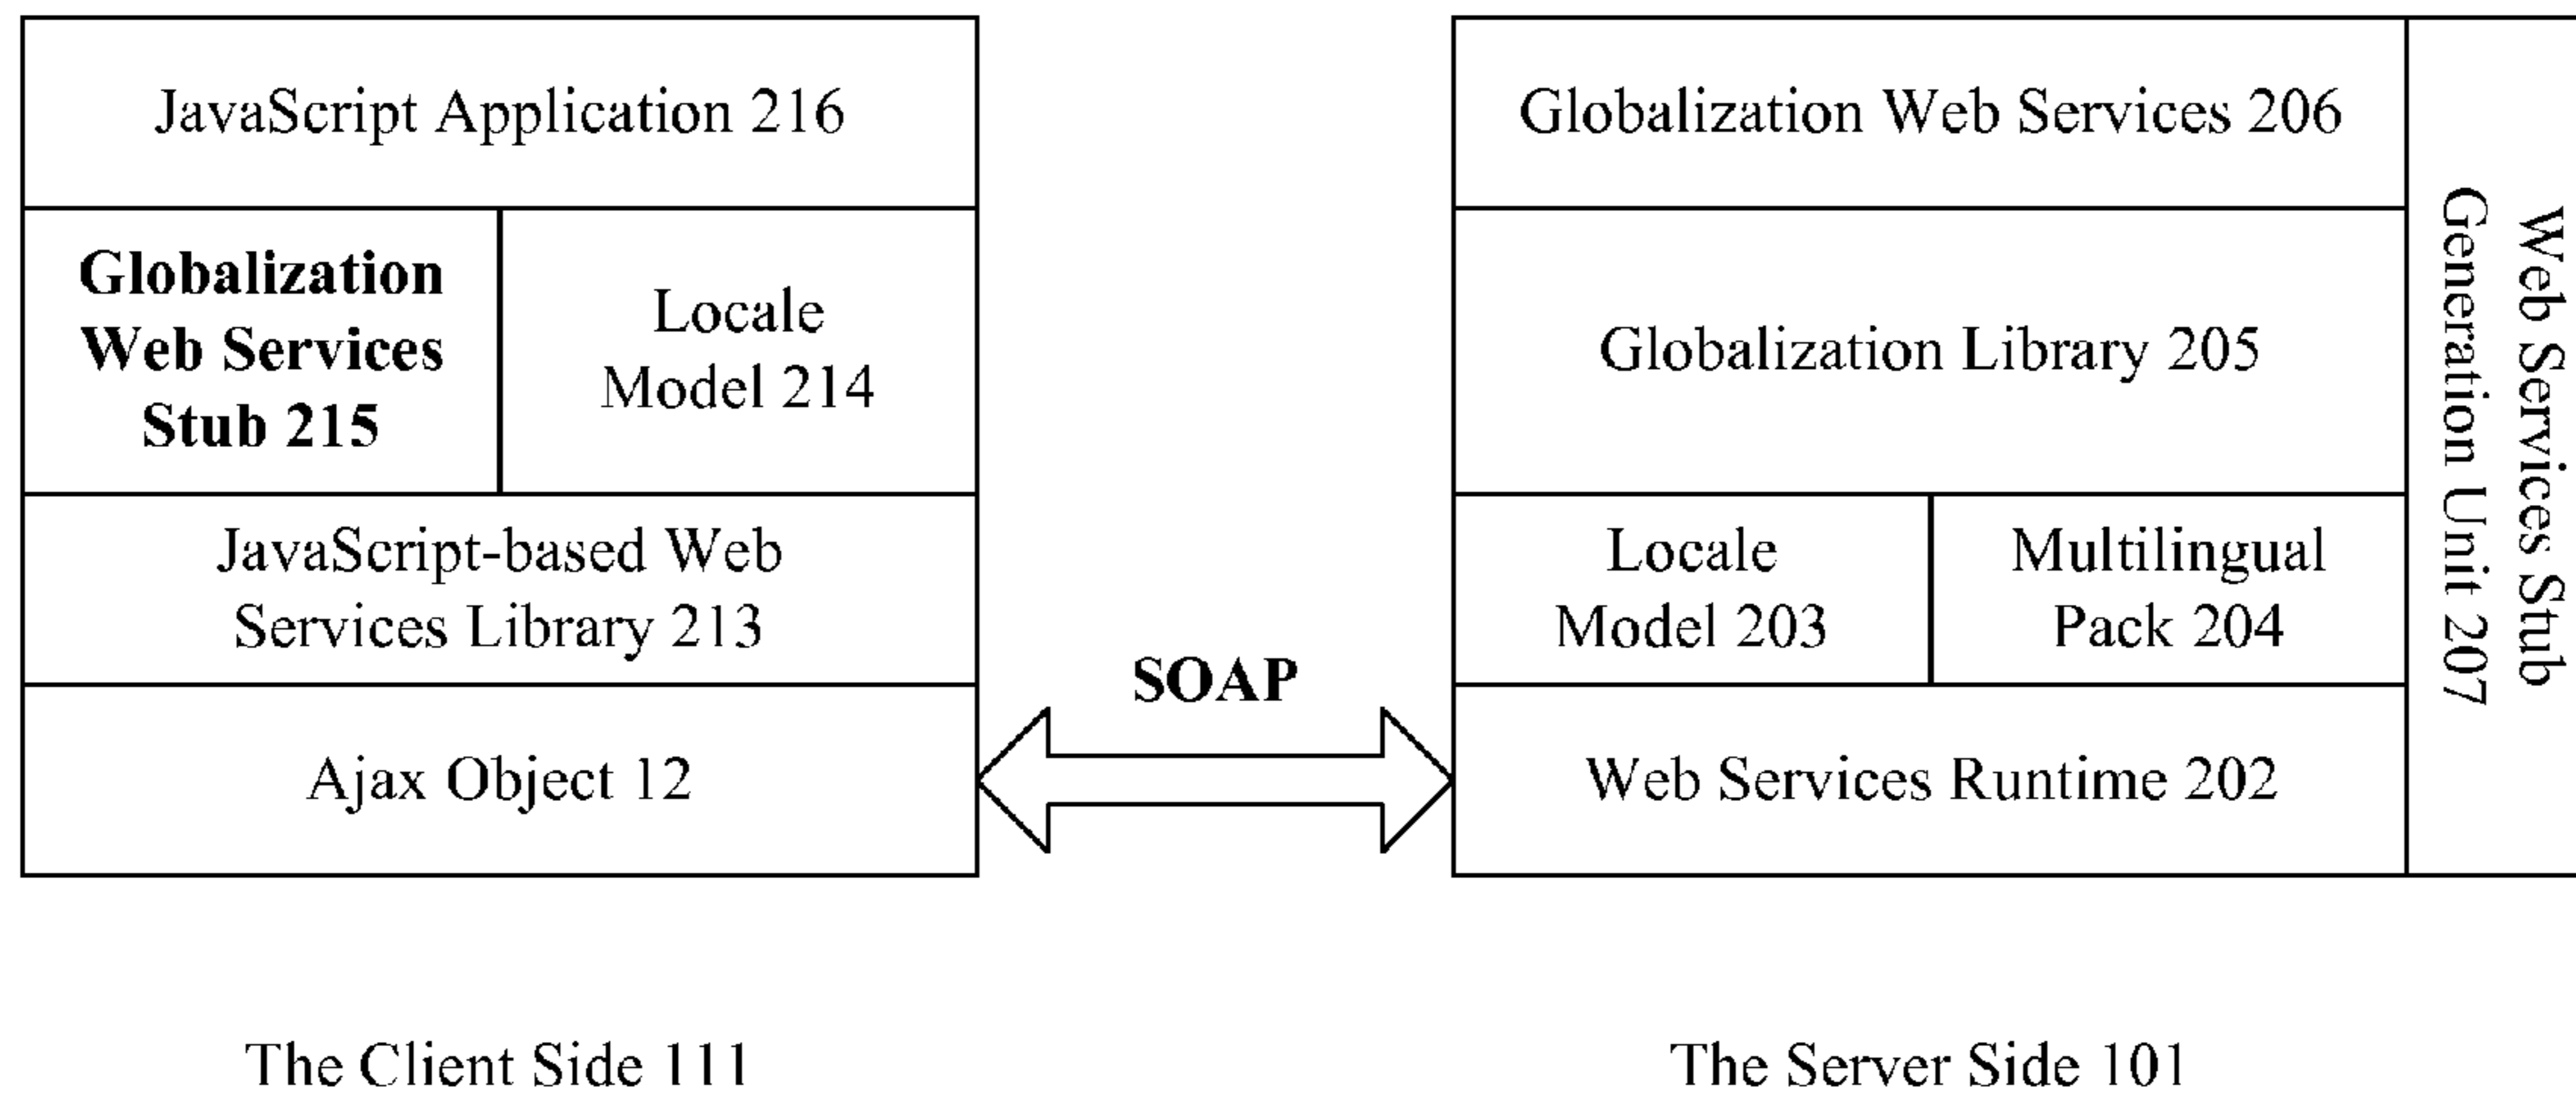 JavaScript Application 216
Globalization
Web Services
Stub 215
Locale
Model 214
JavaScript-based Web
Services Library 213
Ajax Object 12
SOAP
Globalization Web Services 206
Globalization Library 205
Locale
Model 203
Multilingual
Pack 204
Web Services Runtime 202
Web Services Stub
Generation Unit 207
The Client Side 111
The Server Side 101